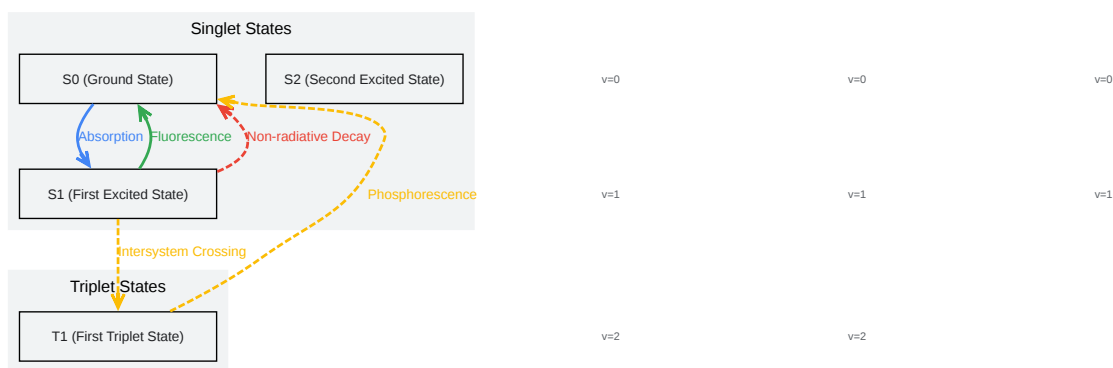 Singlet States
S0 (Ground State)
S2 (Second Excited State)
v=0
v=0
v=0
Absorption
Fluorescence
Non-radiative Decay
S1 (First Excited State)
Phosphorescence
v=1
v=1
v=1
Intersystem Crossing
Triplet States
T1 (First Triplet State)
v=2
v=2